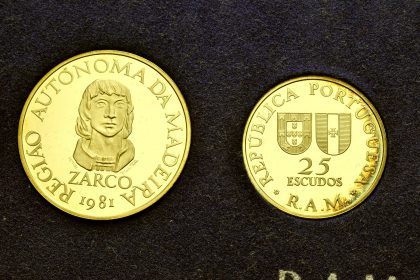 REGIÃO AUTÓNOMA DA MADEIRA
ZARCO
1981
REPÚBLICA PORTUGUESA
25
ESCUDOS
R.A.M.
R.A.M